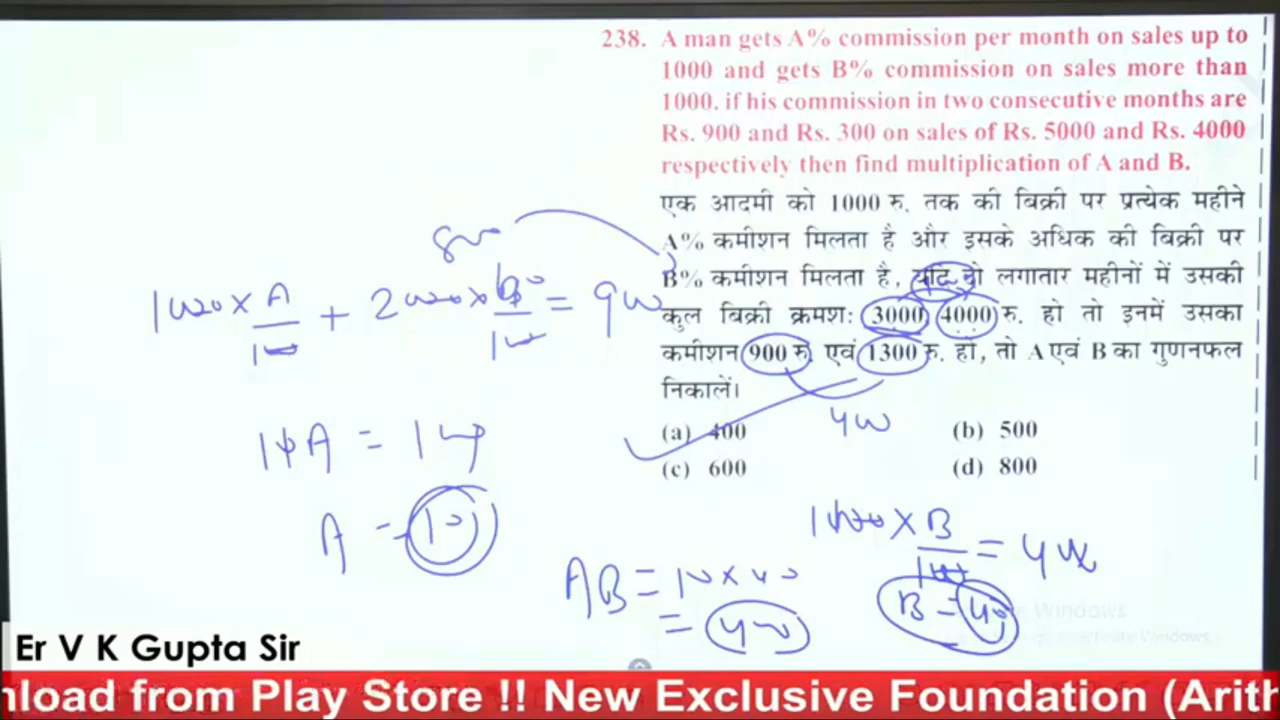 238. A man gets A% commission per month on sales up to
1000 and gets B% commission on sales more than
1000. if his commission in two consecutive months are
Rs. 900 and Rs. 300 on sales of Rs. 5000 and Rs. 4000
respectively then find multiplication of A and B.
एक आदमी को 1000 रु. तक की बिक्री पर प्रत्येक महीने
A% कमीशन मिलता है और इसके अधिक की बिक्री पर
B% कमीशन मिलता है, यदि दो लगातार महीनों में उसकी
कुल बिक्री क्रमशः 3000 4000 रु. हो तो इनमें उसका
कमीशन 900 रु. एवं 1300 रु. हो, तो A एवं B का गुणनफल
निकालें।
(a) 400 (b) 500
(c) 600 (d) 800
800
1000 × A/100 + 2000 × 40/100 = 900
10A = 100
A = 10
400
1000 × B/100 = 400
B = 40
AB = 10 × 40
= 400
Windows
Windows
Er V K Gupta Sir
nload from Play Store !! New Exclusive Foundation (Arith